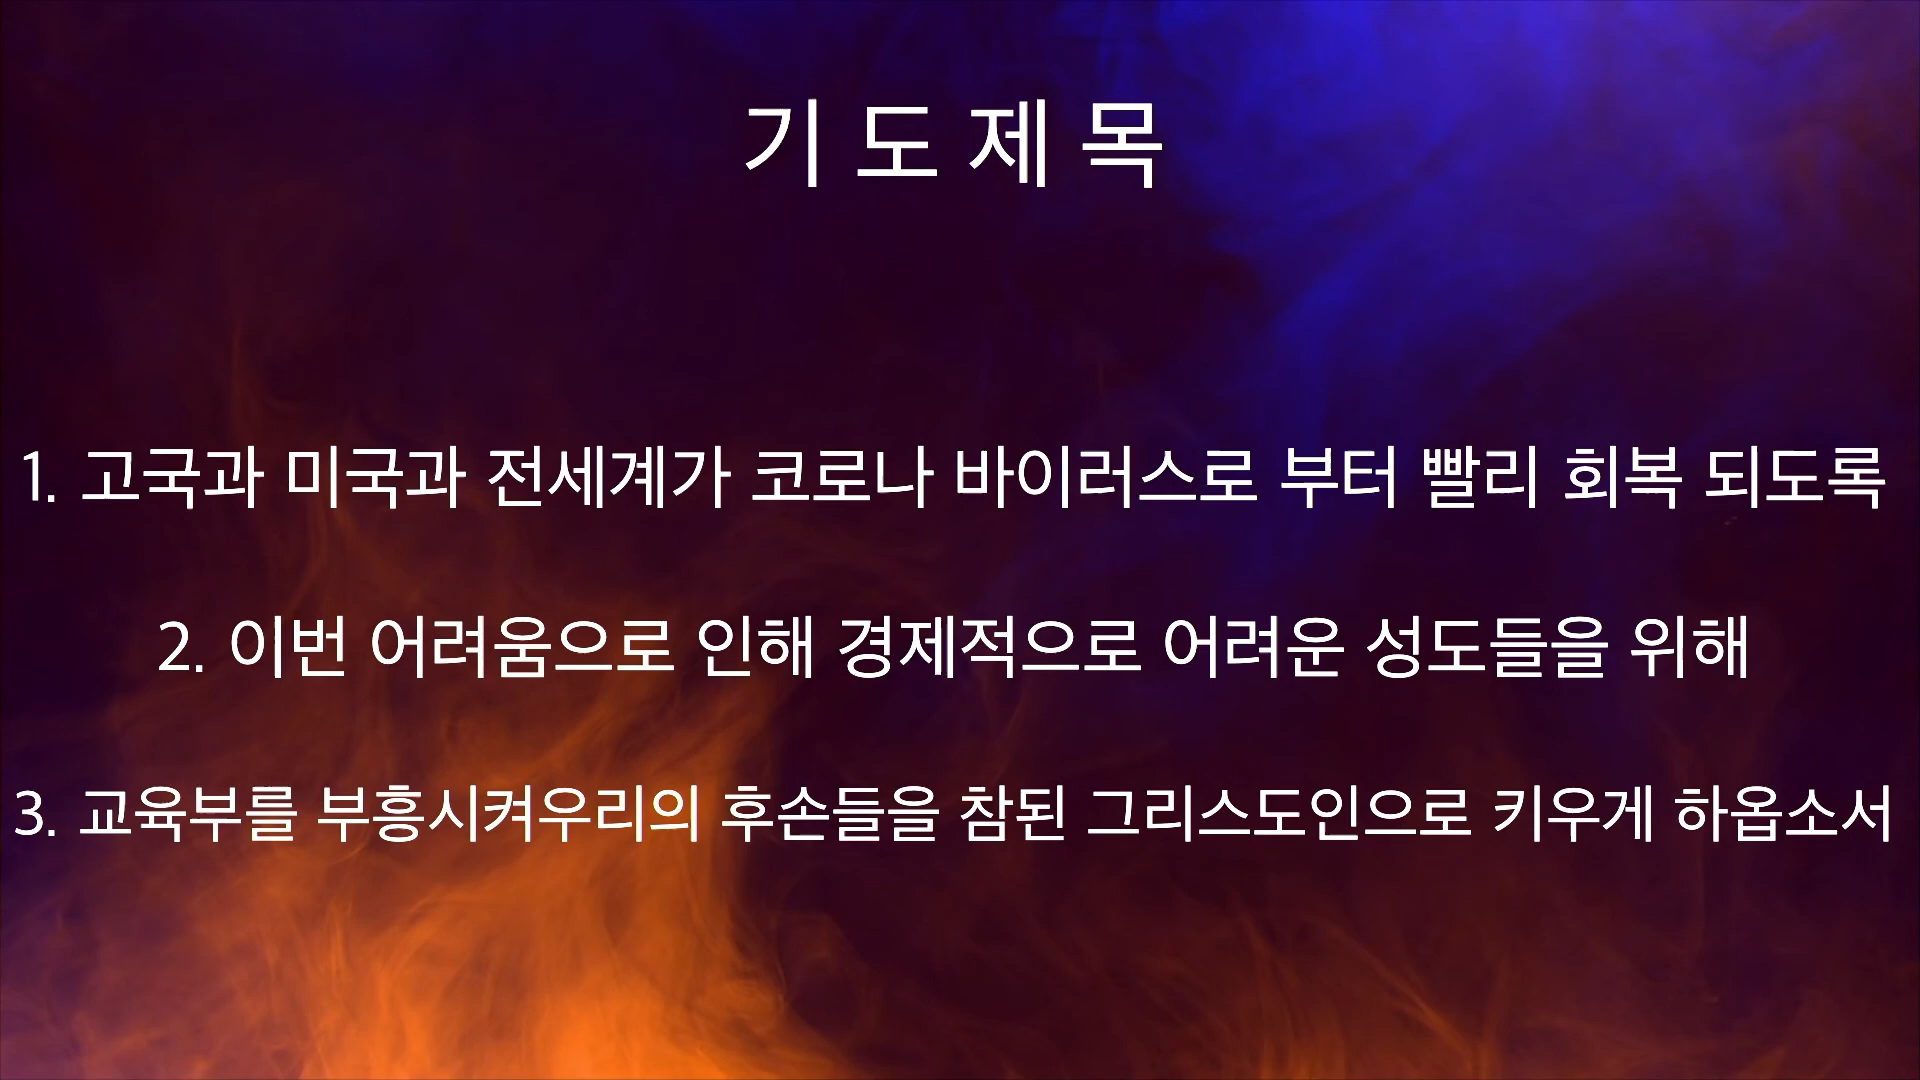 기 도 제 목
1. 고국과 미국과 전세계가 코로나 바이러스로 부터 빨리 회복 되도록
2. 이번 어려움으로 인해 경제적으로 어려운 성도들을 위해
3. 교육부를 부흥시켜우리의 후손들을 참된 그리스도인으로 키우게 하옵소서